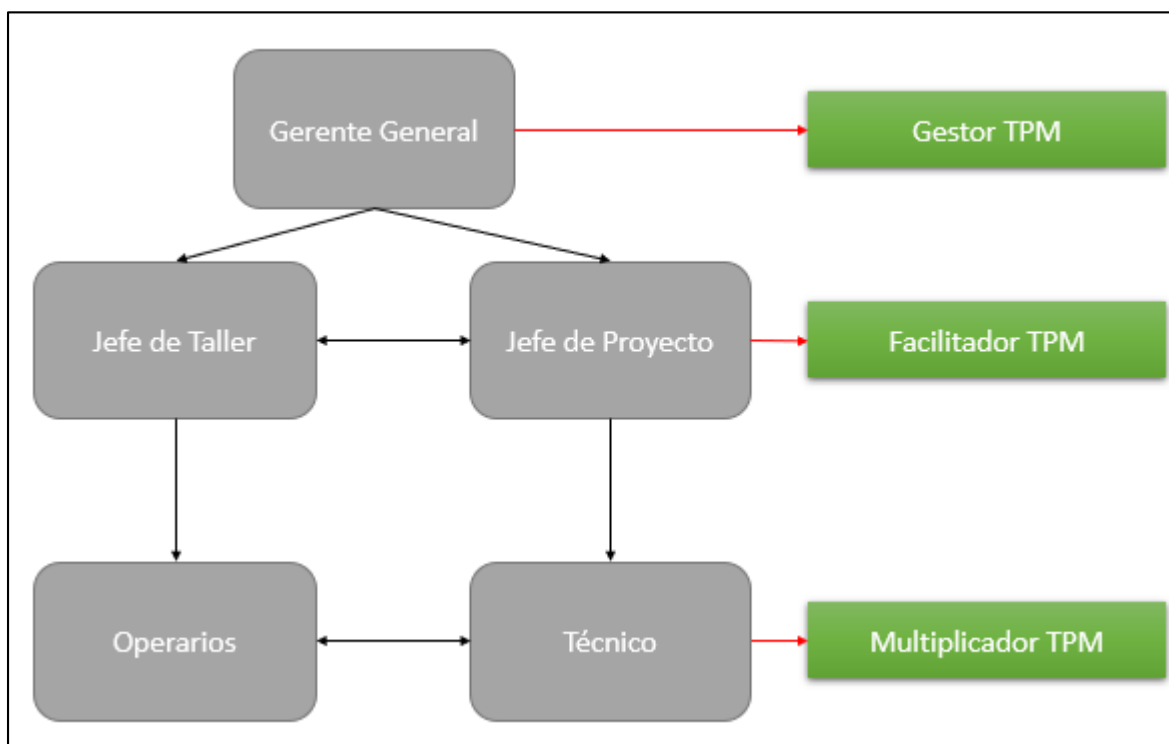 Gerente General
Gestor TPM
Jefe de Taller
Jefe de Proyecto
Facilitador TPM
Operarios
Técnico
Multiplicador TPM